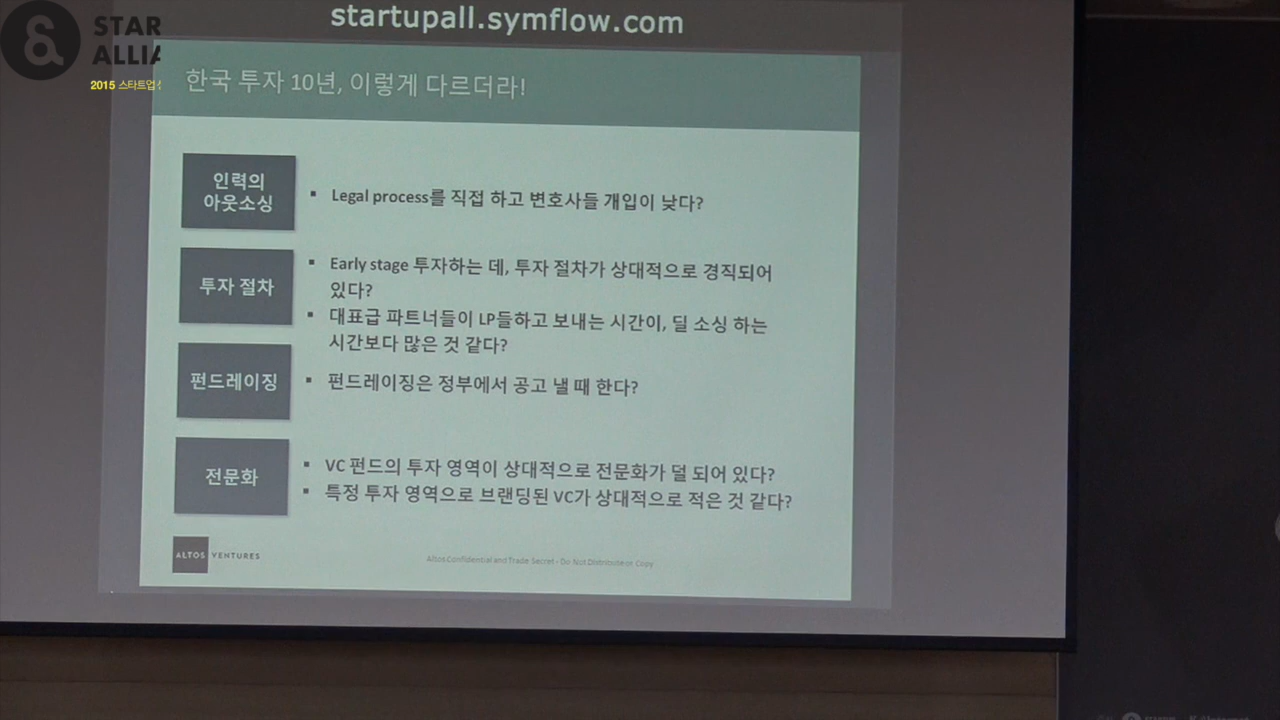 startupall.symflow.com
STAR
ALLIA
2015 스타트업
한국 투자 10년, 이렇게 다르더라!
인력의
아웃소싱
▪ Legal process를 직접 하고 변호사들 개입이 낮다?
투자 절차
▪ Early stage 투자하는 데, 투자 절차가 상대적으로 경직되어
있다?
▪ 대표급 파트너들이 LP들하고 보내는 시간이, 딜 소싱 하는
시간보다 많은 것 같다?
펀드레이징
▪ 펀드레이징은 정부에서 공고 낼 때 한다?
전문화
▪ VC 펀드의 투자 영역이 상대적으로 전문화가 덜 되어 있다?
▪ 특정 투자 영역으로 브랜딩된 VC가 상대적으로 적은 것 같다?
ALTOS VENTURES
Altos Confidential and Trade Secret - Do Not Distribute or Copy